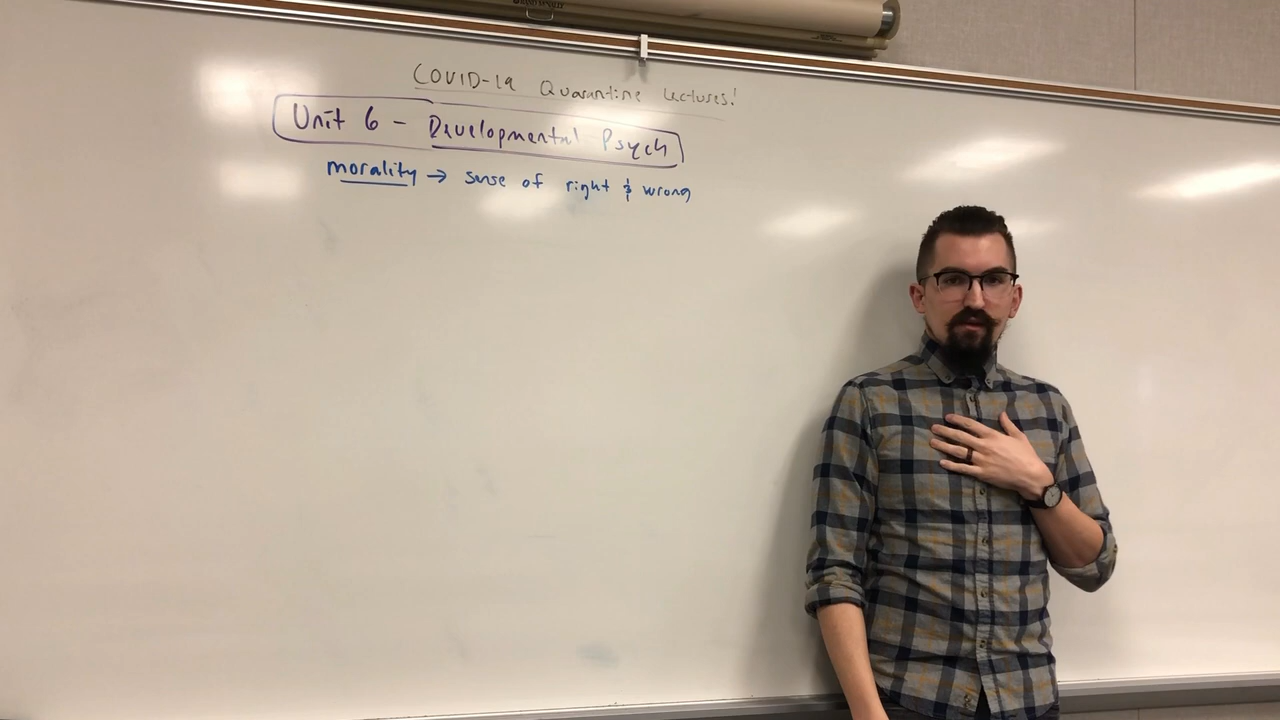 COVID-19 Quarantine Lectures!
Unit 6 - Developmental Psych
morality → sense of right & wrong